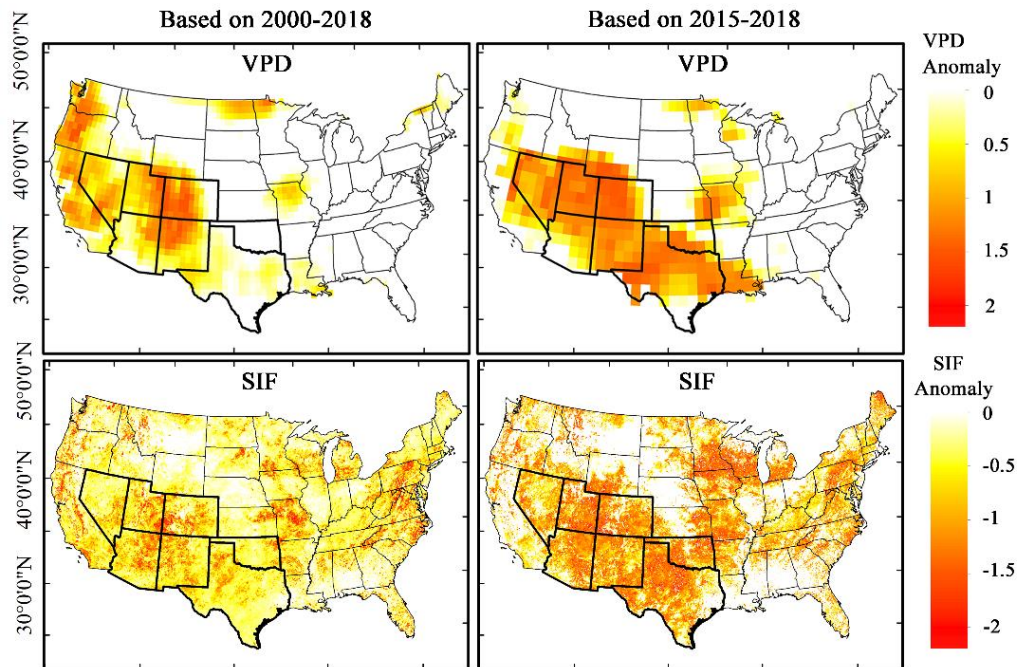 Based on 2000-2018
Based on 2015-2018
VPD
VPD
VPD
Anomaly
0
0.5
1
1.5
2
50°0'0"N
40°0'0"N
30°0'0"N
SIF
SIF
SIF
Anomaly
0
-0.5
-1
-1.5
-2
50°0'0"N
40°0'0"N
30°0'0"N